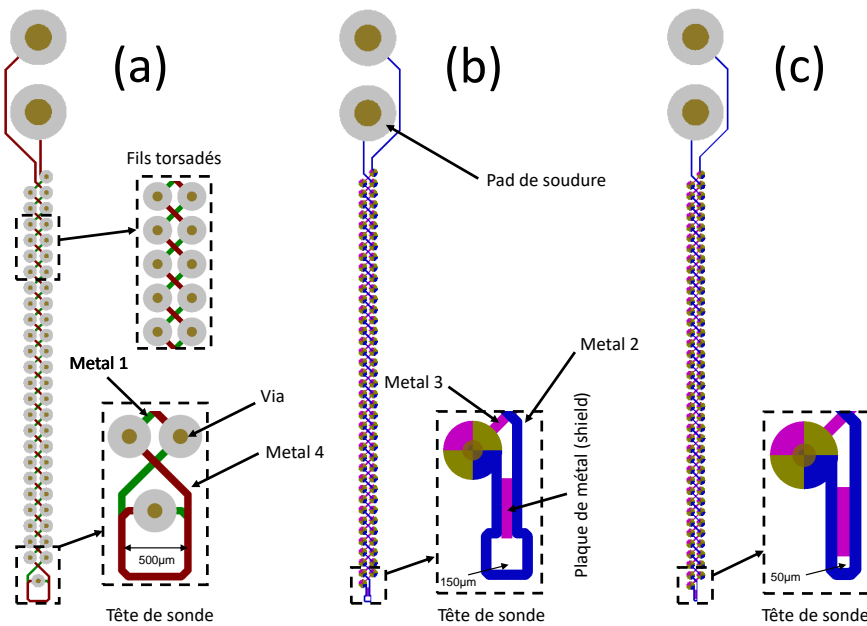 (a)
(b)
(c)
Fils torsadés
Pad de soudure
Metal 1
Via
Metal 4
500µm
Tête de sonde
Metal 3
Metal 2
Plaque de métal (shield)
150µm
Tête de sonde
50µm
Tête de sonde